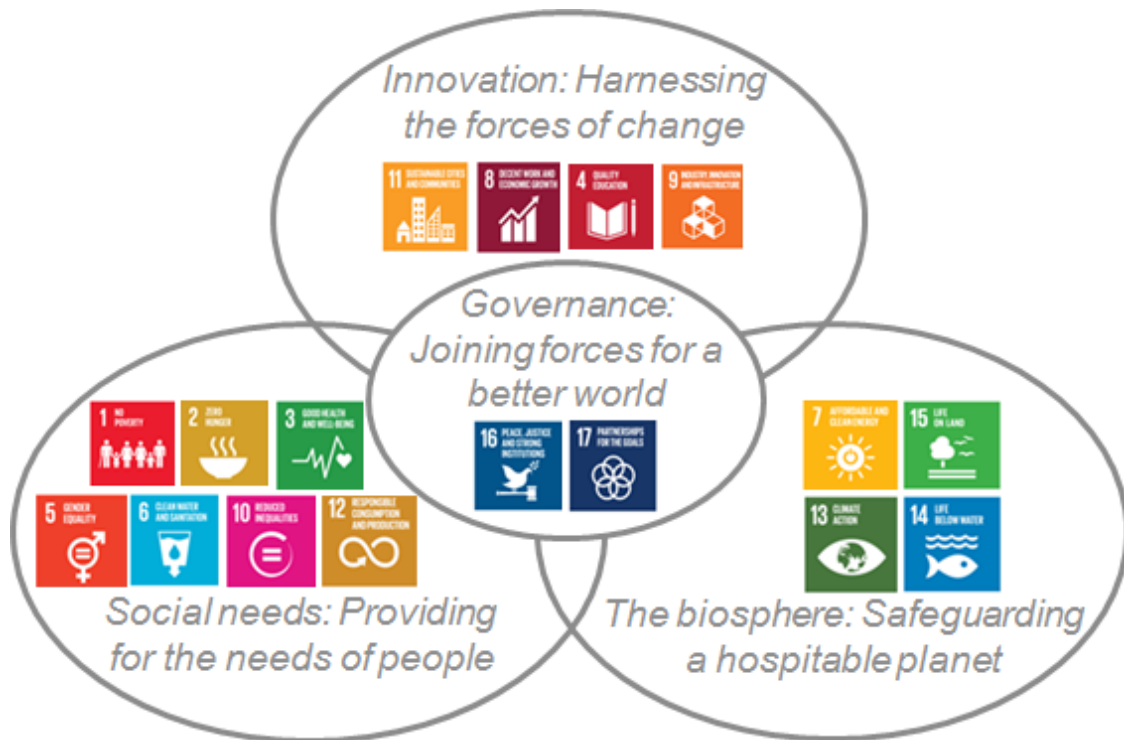 Innovation: Harnessing
the forces of change
11 SUSTAINABLE CITIES
AND COMMUNITIES
8 DECENT WORK AND
ECONOMIC GROWTH
4 QUALITY
EDUCATION
9 INDUSTRY, INNOVATION
AND INFRASTRUCTURE
Governance:
Joining forces for a
better world
16 PEACE, JUSTICE
AND STRONG
INSTITUTIONS
17 PARTNERSHIPS
FOR THE GOALS
1 NO
POVERTY
2 ZERO
HUNGER
3 GOOD HEALTH
AND WELL-BEING
5 GENDER
EQUALITY
6 CLEAN WATER
AND SANITATION
10 REDUCED
INEQUALITIES
12 RESPONSIBLE
CONSUMPTION
AND PRODUCTION
Social needs: Providing
for the needs of people
7 AFFORDABLE AND
CLEAN ENERGY
15 LIFE
ON LAND
13 CLIMATE
ACTION
14 LIFE
BELOW WATER
The biosphere: Safeguarding
a hospitable planet